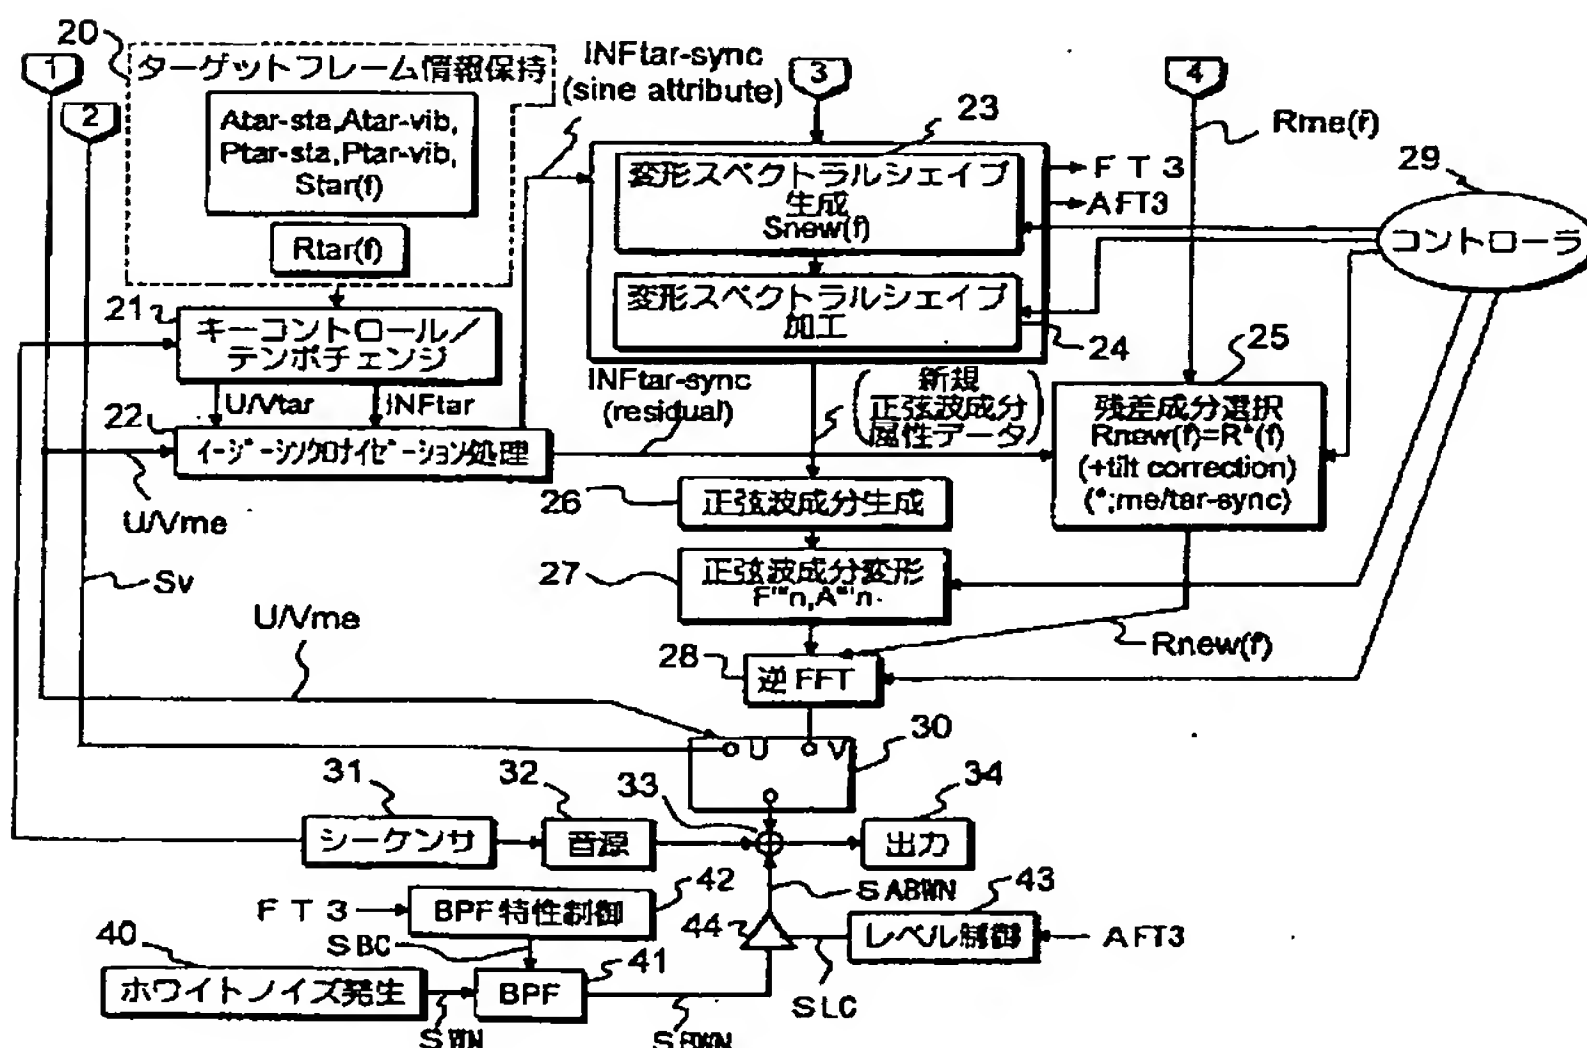 20
1
2
ターゲットフレーム情報保持
Atar-sta,Atar-vib,
Ptar-sta,Ptar-vib,
Star(f)
Rtar(f)
INFtar-sync
(sine attribute)
3
4
23
Rme(f)
変形スペクトラルシェイプ
生成
Snew(f)
FT3
AFT3
29
コントローラ
変形スペクトラルシェイプ
加工
24
21
キーコントロール／
テンポチェンジ
U/Vtar
INFtar
22
イージーシンクロナイゼーション処理
U/Vme
INFtar-sync
(residual)
新規
正弦波成分
属性データ
25
残差成分選択
Rnew(f)=R*(f)
(+tilt correction)
(*;me/tar-sync)
26
正弦波成分生成
27
正弦波成分変形
Sv
U/Vme
28
逆FFT
Rnew(f)
U
V
30
31
シーケンサ
32
音源
33
34
出力
FT3
42
BPF特性制御
SBC
SABWN
44
43
レベル制御
AFT3
SLC
40
ホワイトノイズ発生
SWN
41
BPF
SBWN